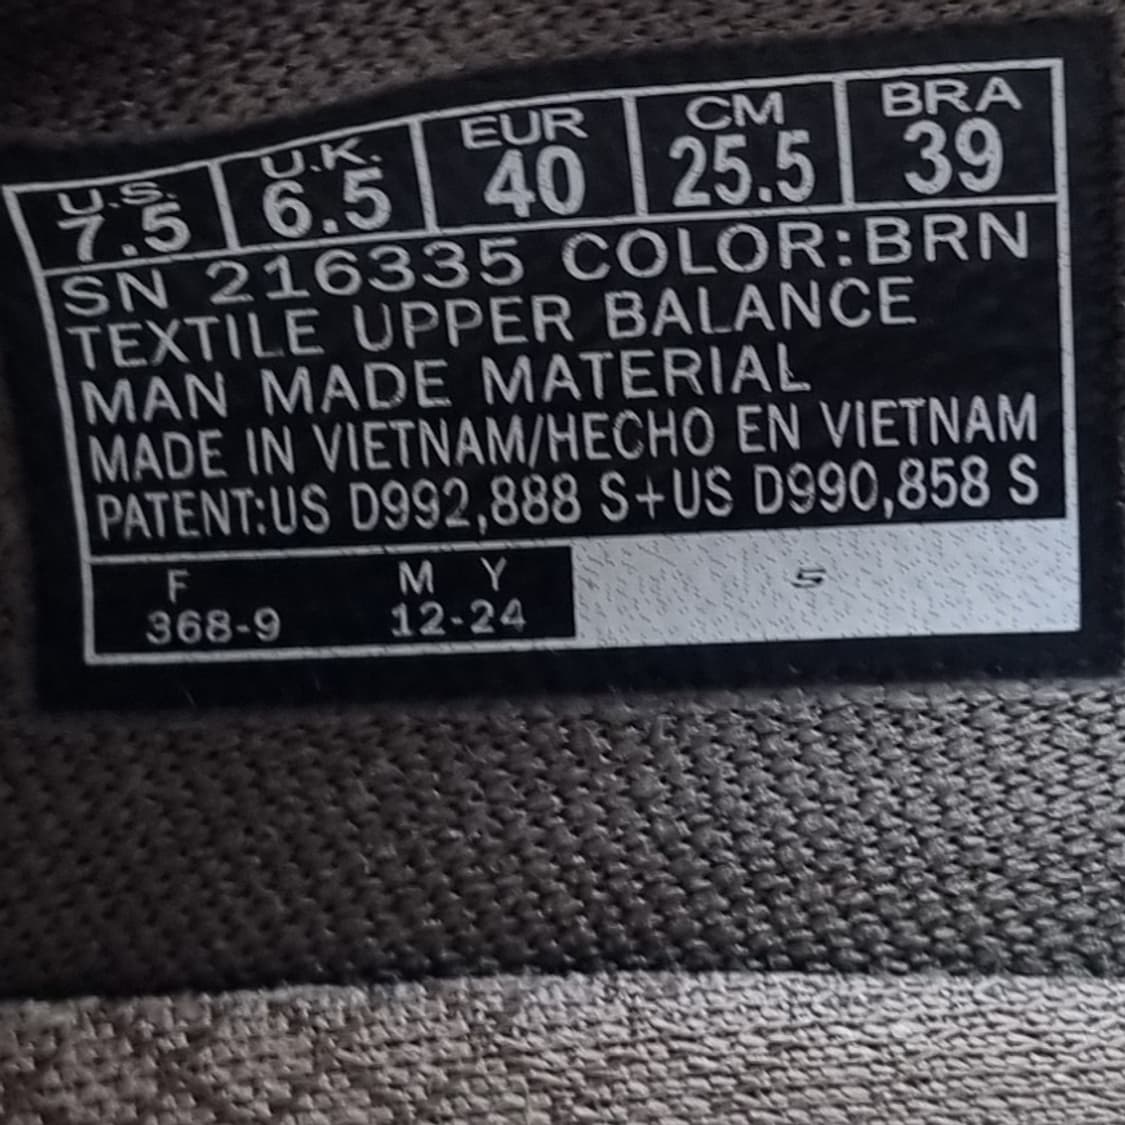 U.S. U.K. EUR CM BRA
7.5 6.5 40 25.5 39
SN 216335 COLOR:BRN
TEXTILE UPPER BALANCE
MAN MADE MATERIAL
MADE IN VIETNAM/HECHO EN VIETNAM
PATENT:US D992,888 S+US D990,858 S
F M Y
368-9 12-24
5